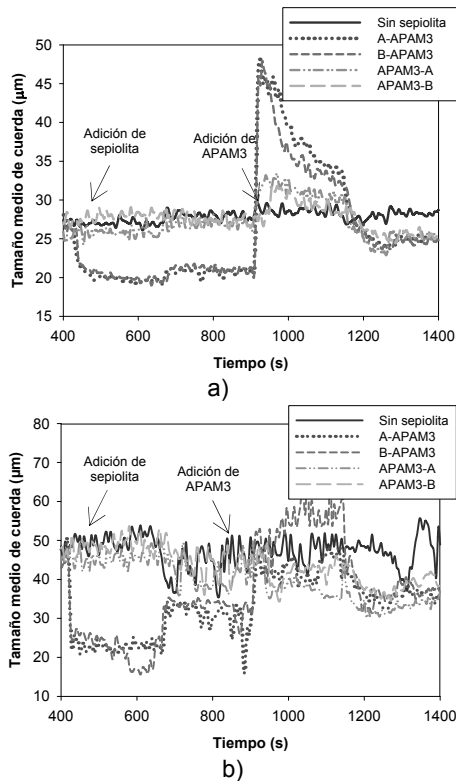 a)
Sin sepiolita
A-APAM3
B-APAM3
APAM3-A
APAM3-B
50
45
40
35
30
25
20
15
Tamaño medio de cuerda (µm)
Adición de
sepiolita
Adición de
APAM3
400 600 800 1000 1200 1400
Tiempo (s)
a)
Sin sepiolita
A-APAM3
B-APAM3
APAM3-A
APAM3-B
80
70
60
50
40
30
20
10
Tamaño medio de cuerda (µm)
Adición de
sepiolita
Adición de
APAM3
400 600 800 1000 1200 1400
Tiempo (s)
b)